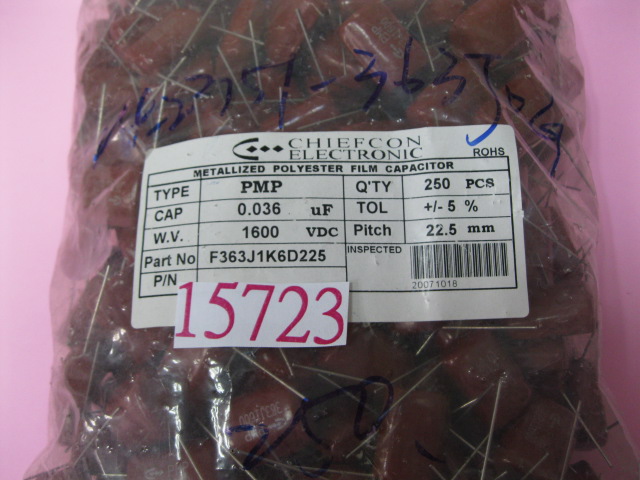 CHIEFCON
ELECTRONIC
ROHS
METALLIZED POLYESTER FILM CAPACITOR
TYPE PMP Q'TY 250 PCS
CAP 0.036 uF TOL +/- 5 %
W.V. 1600 VDC Pitch 22.5 mm
Part No F363J1K6D225 INSPECTED
P/N
20071018
15723
250